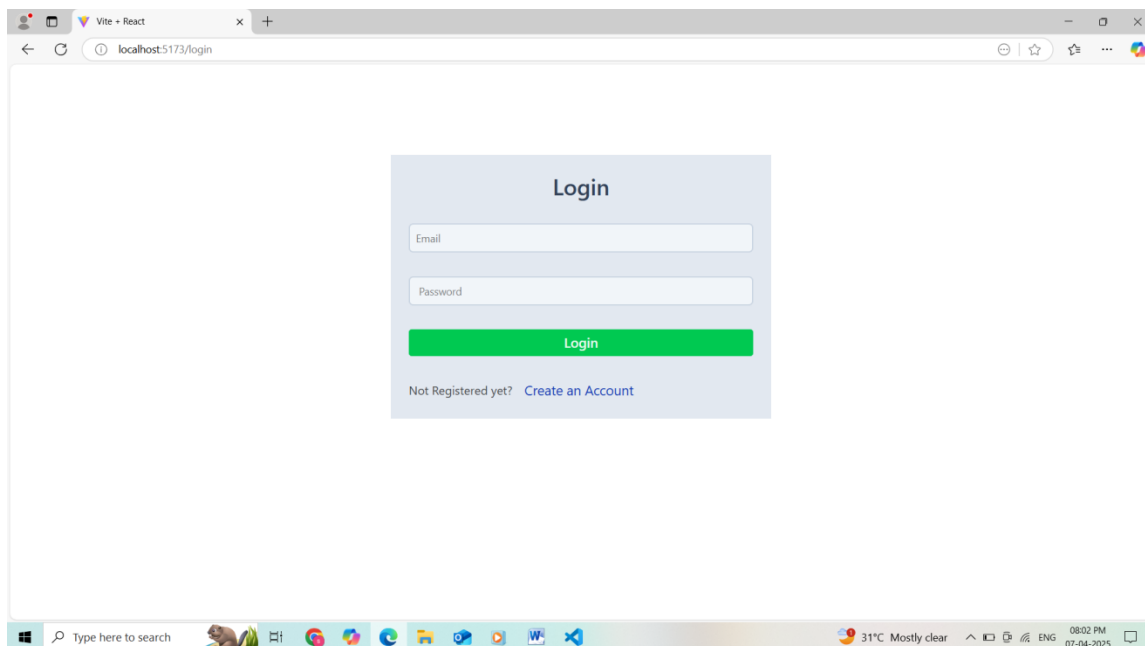 Vite + React
localhost:5173/login
Login
Email
Password
Login
Not Registered yet? Create an Account
Type here to search
31°C Mostly clear
ENG
08:02 PM
07-04-2025